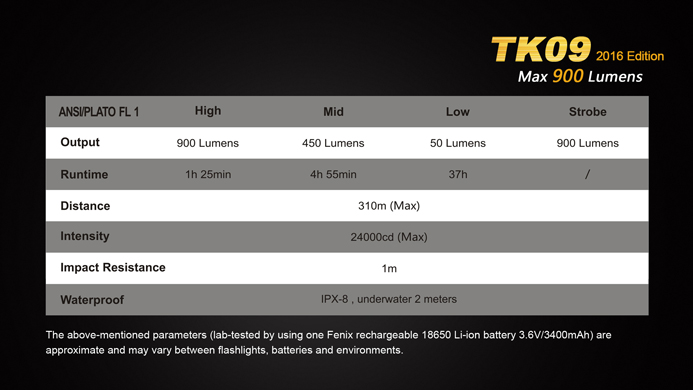 TK09 2016 Edition
Max 900 Lumens
ANSI/PLATO FL 1 High Mid Low Strobe
Output 900 Lumens 450 Lumens 50 Lumens 900 Lumens
Runtime 1h 25min 4h 55min 37h /
Distance 310m (Max)
Intensity 24000cd (Max)
Impact Resistance 1m
Waterproof IPX-8 , underwater 2 meters
The above-mentioned parameters (lab-tested by using one Fenix rechargeable 18650 Li-ion battery 3.6V/3400mAh) are
approximate and may vary between flashlights, batteries and environments.